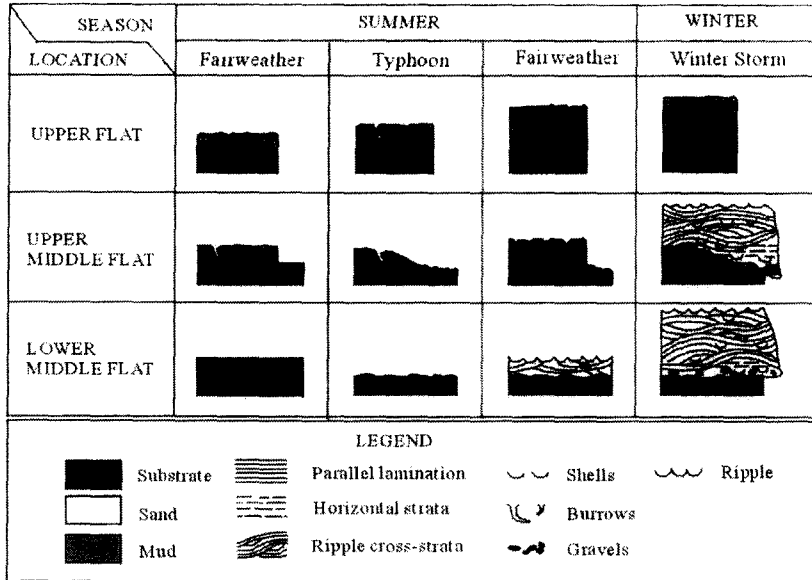 SEASON SUMMER WINTER
LOCATION Fairweather Typhoon Fairweather Winter Storm
UPPER FLAT
UPPER
MIDDLE FLAT
LOWER
MIDDLE FLAT
LEGEND
Substrate Parallel lamination Shells Ripple
Sand Horizontal strata Burrows
Mud Ripple cross-strata Gravels